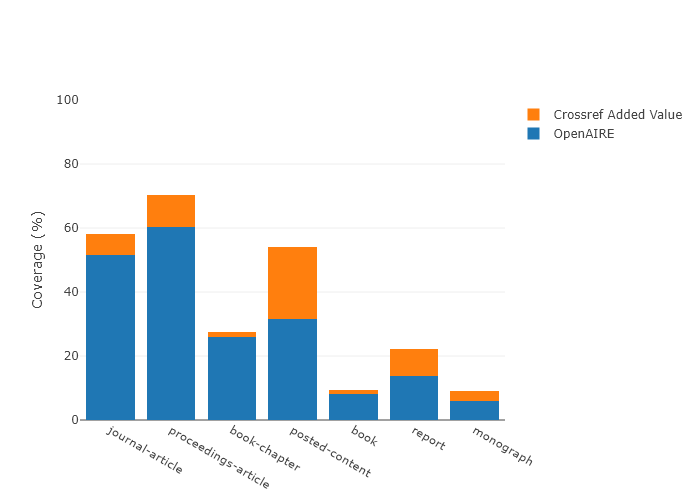 100
80
60
40
20
0
Coverage (%)
journal-article
proceedings-article
book-chapter
posted-content
book
report
monograph
Crossref Added Value
OpenAIRE